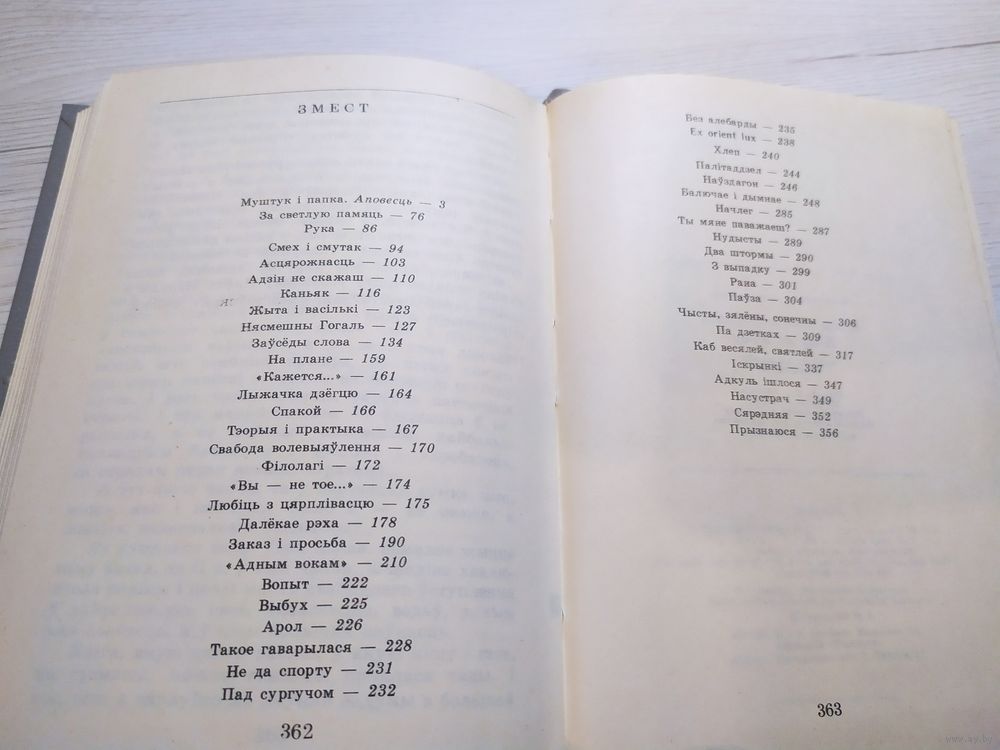 ЗМЕСТ
Муштук і папка. Аповесць — 3
За светлую памяць — 76
Рука — 86
Смех і смутак — 94
Асцярожнасць — 103
Адзін не скажаш — 110
Каньяк — 116
Жыта і васількі — 123
Нясмешны Гогаль — 127
Заўсёды слова — 134
На плане — 159
«Кажется...» — 161
Лыжачка дзёгцю — 164
Спакой — 166
Тэорыя і практыка — 167
Свабода волевыяўлення — 170
Філолагі — 172
«Вы — не тое...» — 174
Любіць з цярплівасцю — 175
Далёкае рэха — 178
Заказ і просьба — 190
«Адным вокам» — 210
Вопыт — 222
Выбух — 225
Арол — 226
Такое гаварылася — 228
Не да спорту — 231
Пад сургучом — 232
362
Без алебарды — 235
Ex orient lux — 238
Хлеп — 240
Палітаддзел — 244
Наўздагон — 246
Балючае і дымнае — 248
Начлег — 285
Ты мяне паважаеш? — 287
Нудысты — 289
Два штормы — 290
З выпадку — 299
Рана — 301
Паўза — 304
Чысты, зялёны, сонечны — 306
Па дзетках — 309
Каб весялей, святлей — 317
Іскрынкі — 337
Адкуль ішлося — 347
Насустрач — 349
Сярэдняя — 352
Прызнаюся — 356
363
www.ay.by